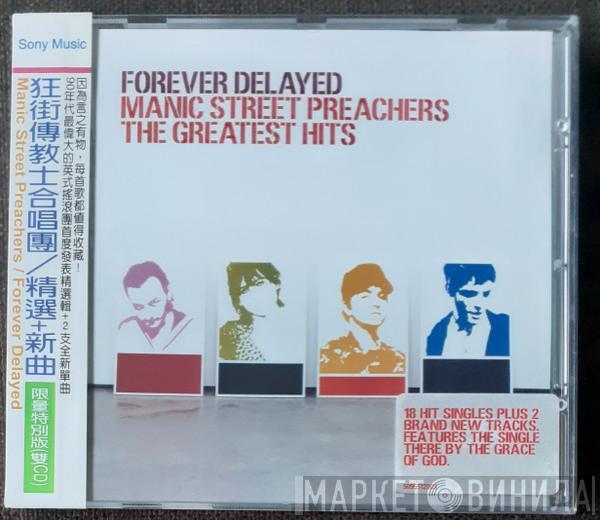 Sony Music
狂街傳教士合唱團/精選+新曲
Manic Street Preachers / Forever Delayed
限量特別版(雙CD)
因為言之有物,每首歌都值得收藏!
90年代最偉大的英式搖滾團首度發表精選輯+2支全新單曲
FOREVER DELAYED
MANIC STREET PREACHERS
THE GREATEST HITS
18 HIT SINGLES PLUS 2
BRAND NEW TRACKS.
FEATURES THE SINGLE
THERE BY THE GRACE
OF GOD.
МАРКЕТ ВИНИЛА